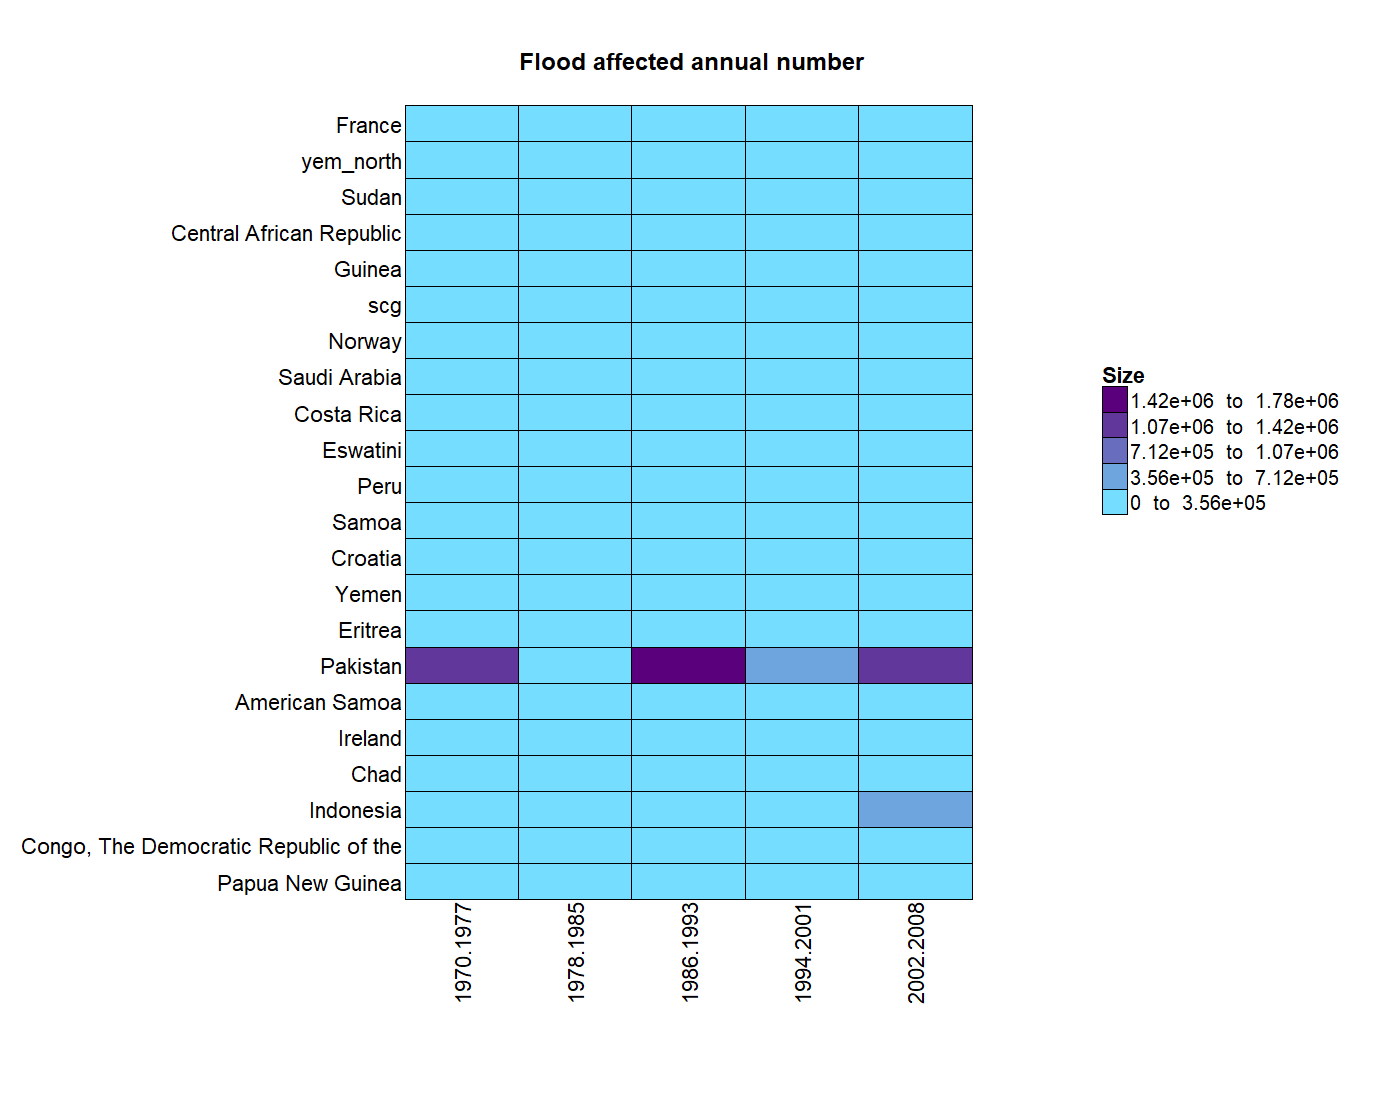 Flood affected annual number
France
yem_north
Sudan
Central African Republic
Guinea
scg
Norway
Saudi Arabia
Costa Rica
Eswatini
Peru
Samoa
Croatia
Yemen
Eritrea
Pakistan
American Samoa
Ireland
Chad
Indonesia
Congo, The Democratic Republic of the
Papua New Guinea
1970.1977
1978.1985
1986.1993
1994.2001
2002.2008
Size
1.42e+06 to 1.78e+06
1.07e+06 to 1.42e+06
7.12e+05 to 1.07e+06
3.56e+05 to 7.12e+05
0 to 3.56e+05